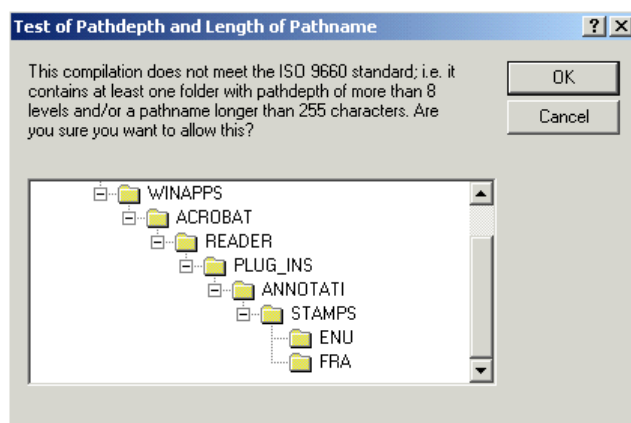 Test of Pathdepth and Length of Pathname
This compilation does not meet the ISO 9660 standard; i.e. it
contains at least one folder with pathdepth of more than 8
levels and/or a pathname longer than 255 characters. Are
you sure you want to allow this?
OK
Cancel
WINAPPS
ACROBAT
READER
PLUG_INS
ANNOTATI
STAMPS
ENU
FRA